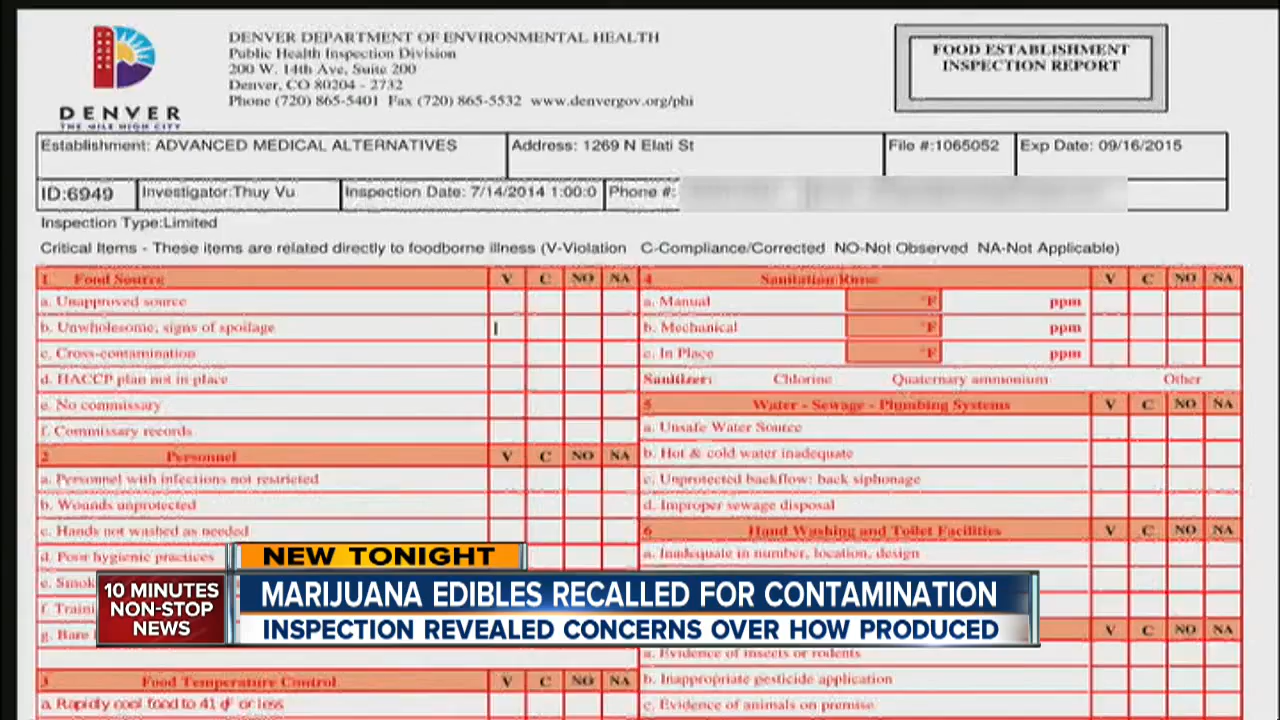 DENVER DEPARTMENT OF ENVIRONMENTAL HEALTH
Public Health Inspection Division
200 W. 14th Ave, Suite 200
Denver, CO 80204 - 2732
Phone (720) 865-5401 Fax (720) 865-5532 www.denvergov.org/phi
DENVER
THE MILE HIGH CITY
FOOD ESTABLISHMENT
INSPECTION REPORT
Establishment: ADVANCED MEDICAL ALTERNATIVES Address: 1269 N Elati St File #:1065052 Exp Date: 09/16/2015
ID:6949 Investigator:Thuy Vu Inspection Date: 7/14/2014 1:00:0 Phone #:
Inspection Type:Limited
Critical Items - These items are related directly to foodborne illness (V-Violation C-Compliance/Corrected NO-Not Observed NA-Not Applicable)
1 Food Source V C NO NA
a. Unapproved source
b. Unwholesome; signs of spoilage
c. Cross-contamination
d. HACCP plan not in place
e. No commissary
f. Commissary records
2 Personnel V C NO NA
a. Personnel with infections not restricted
b. Wounds unprotected
c. Hands not washed as needed
d. Poor hygienic practices
e. Smok
f. Traini
g. Bare
3 Food Temperature Control V C NO NA
a. Rapidly cool food to 41 ° or less
4 Sanitation Rinse V C NO NA
a. Manual °F ppm
b. Mechanical °F ppm
c. In Place °F ppm
Sanitizer: Chlorine Quaternary ammonium Other
5 Water - Sewage - Plumbing Systems V C NO NA
a. Unsafe Water Source
b. Hot & cold water inadequate
c. Unprotected backflow: back siphonage
d. Improper sewage disposal
6 Hand Washing and Toilet Facilities V C NO NA
a. Inadequate in number, location, design
V C NO NA
a. Evidence of insects or rodents
b. Inappropriate pesticide application
c. Evidence of animals on premise
NEW TONIGHT
10 MINUTES
NON-STOP
NEWS
MARIJUANA EDIBLES RECALLED FOR CONTAMINATION
INSPECTION REVEALED CONCERNS OVER HOW PRODUCED